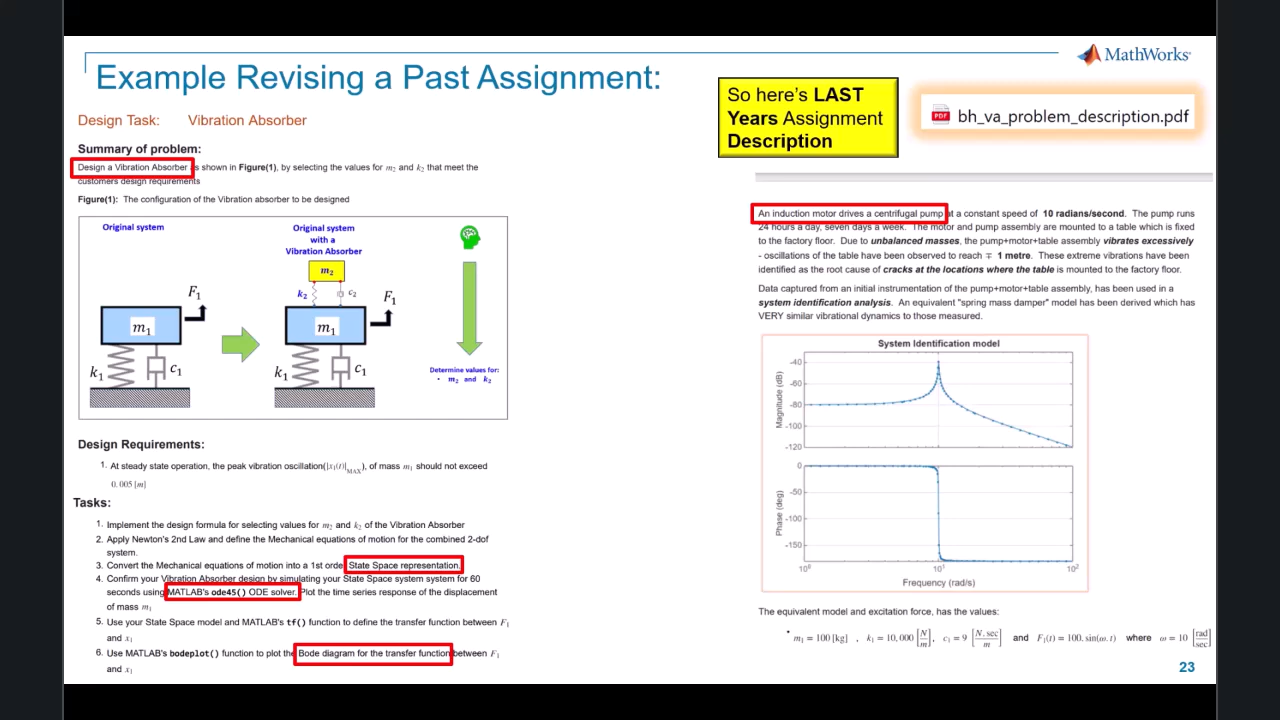 Example Revising a Past Assignment:
MathWorks®
So here's LAST
Years Assignment
Description
PDF
bh_va_problem_description.pdf
Design Task: Vibration Absorber
Summary of problem:
Design a Vibration Absorber as shown in Figure(1), by selecting the values for m₂ and k₂ that meet the
customers design requirements
Figure(1): The configuration of the Vibration absorber to be designed
Original system
Original system
with a
Vibration Absorber
m₂
k₂
c₂
F₁
F₁
m₁
m₁
k₁
c₁
k₁
c₁
Determine values for:
• m₂ and k₂
Design Requirements:
1. At steady state operation, the peak vibration oscillation(|x₁(t)|MAX), of mass m₁ should not exceed
0.005 [m]
Tasks:
1. Implement the design formula for selecting values for m₂ and k₂ of the Vibration Absorber
2. Apply Newton's 2nd Law and define the Mechanical equations of motion for the combined 2-dof
system.
3. Convert the Mechanical equations of motion into a 1st orde State Space representation.
4. Confirm your Vibration Absorber design by simulating your State Space system system for 60
seconds using MATLAB's ode45() ODE solver. Plot the time series response of the displacement
of mass m₁
5. Use your State Space model and MATLAB's tf() function to define the transfer function between F₁
and x₁
6. Use MATLAB's bodeplot() function to plot the Bode diagram for the transfer function between F₁
and x₁
An induction motor drives a centrifugal pump at a constant speed of 10 radians/second. The pump runs
24 hours a day, seven days a week. The motor and pump assembly are mounted to a table which is fixed
to the factory floor. Due to unbalanced masses, the pump+motor+table assembly vibrates excessively
- oscillations of the table have been observed to reach ∓ 1 metre. These extreme vibrations have been
identified as the root cause of cracks at the locations where the table is mounted to the factory floor.
Data captured from an initial instrumentation of the pump+motor+table assembly, has been used in a
system identification analysis. An equivalent "spring mass damper" model has been derived which has
VERY similar vibrational dynamics to those measured.
System Identification model
Magnitude (dB)
-40
-60
-80
-100
-120
Phase (deg)
0
-50
-100
-150
10⁰
10¹
10²
Frequency (rad/s)
The equivalent model and excitation force, has the values:
• m₁ = 100 [kg] , k₁ = 10,000 [N/m], c₁ = 9 [N.sec/m] and F₁(t) = 100.sin(ω.t) where ω = 10 [rad/sec]
23